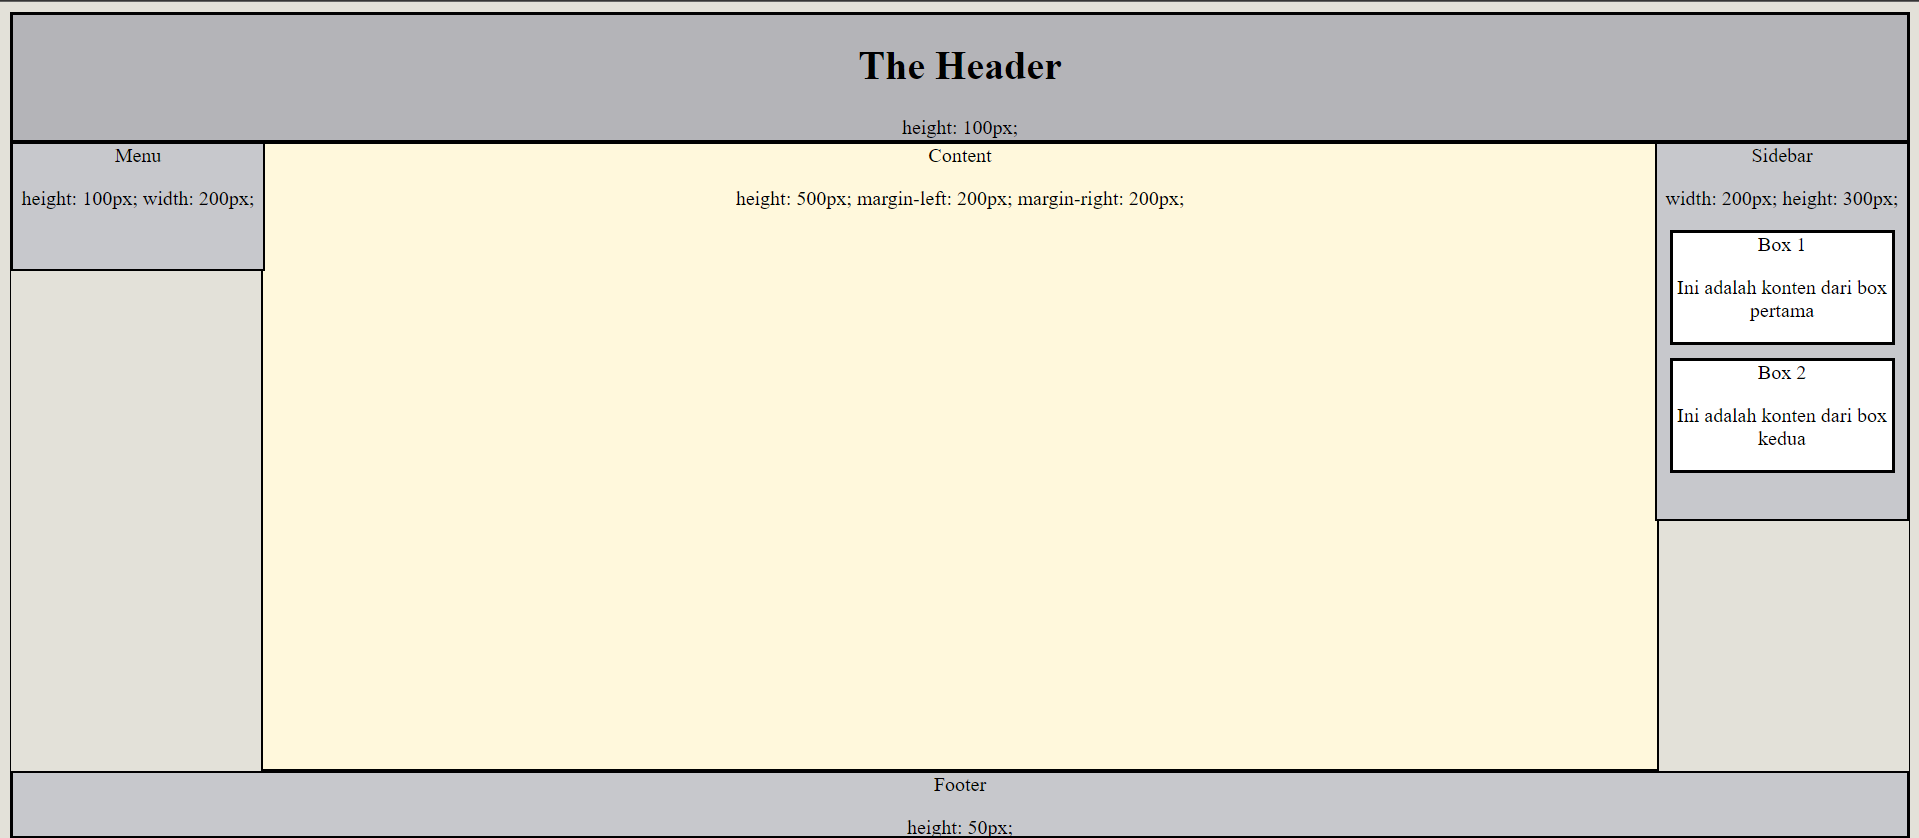 The Header
height: 100px;
Menu
height: 100px; width: 200px;
Content
height: 500px; margin-left: 200px; margin-right: 200px;
Sidebar
width: 200px; height: 300px;
Box 1
Ini adalah konten dari box
pertama
Box 2
Ini adalah konten dari box
kedua
Footer
height: 50px;